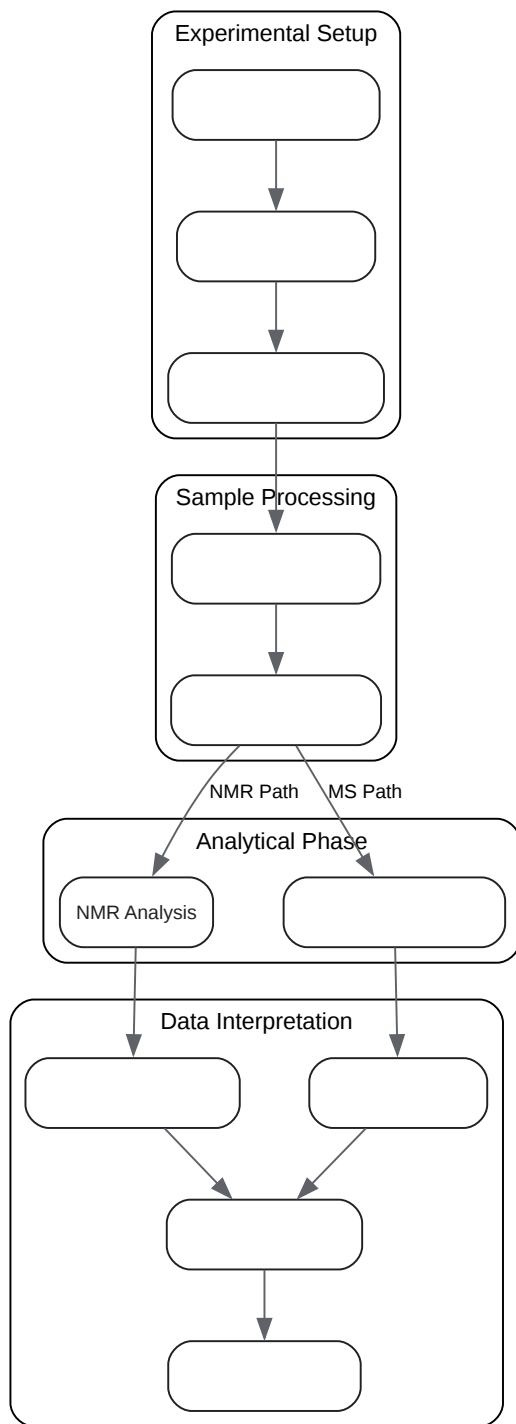 Experimental Setup
Sample Processing
NMR Path
MS Path
Analytical Phase
NMR Analysis
Data Interpretation